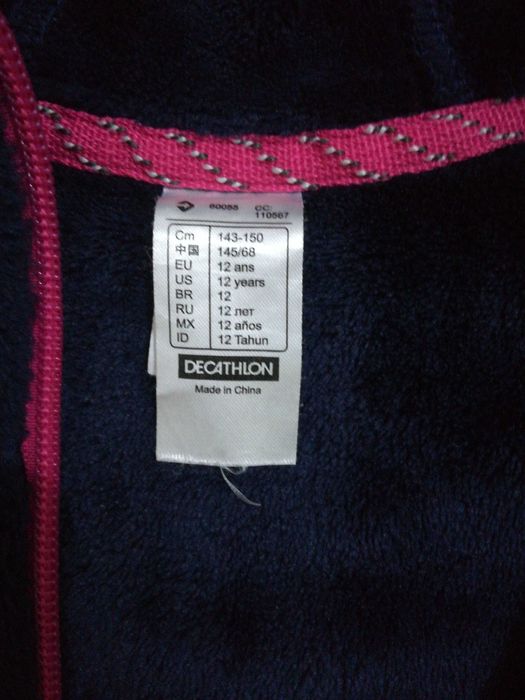 60055 CC: 110567
Cm 143-150
中国 145/68
EU 12 ans
US 12 years
BR 12
RU 12 лет
MX 12 años
ID 12 Tahun
DECATHLON
Made in China